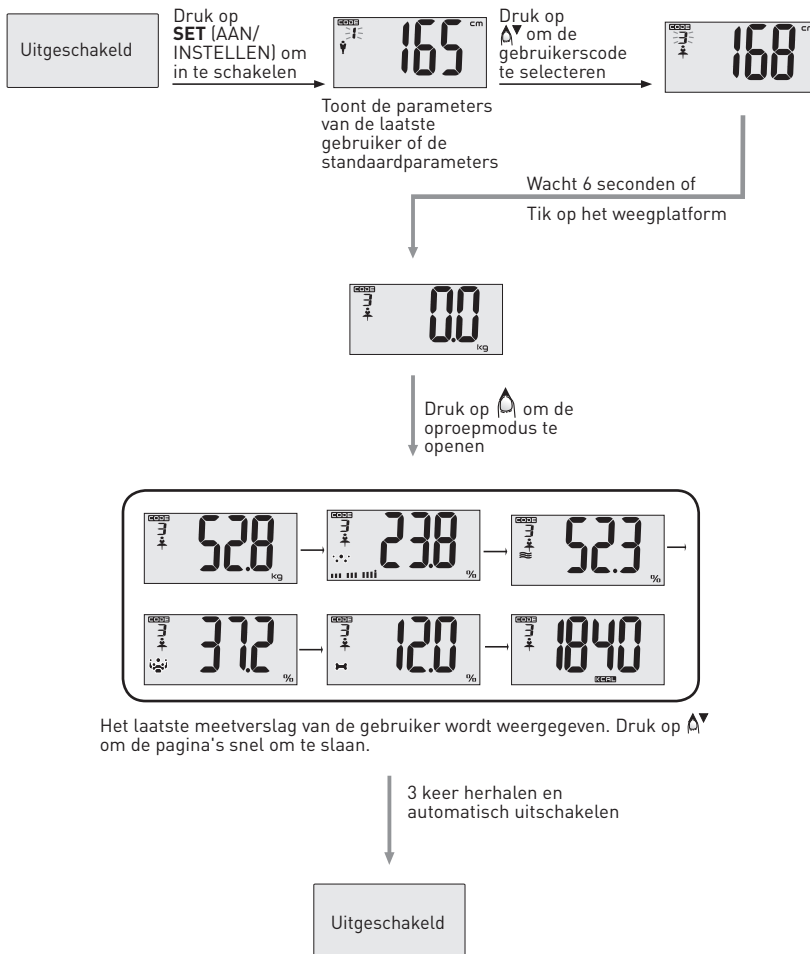 Uitgeschakeld
Druk op
SET (AAN/
INSTELLEN) om
in te schakelen
CODE
1
165
cm
Toont de parameters
van de laatste
gebruiker of de
standaardparameters
Druk op
om de
gebruikerscode
te selecteren
CODE
3
168
cm
Wacht 6 seconden of
Tik op het weegplatform
CODE
3
0.0
kg
Druk op om de
oproepmodus te
openen
CODE
3
52.8
kg
CODE
3
23.8
%
CODE
3
52.3
%
CODE
3
37.2
%
CODE
3
12.0
%
CODE
3
1840
KCAL
Het laatste meetverslag van de gebruiker wordt weergegeven. Druk op
om de pagina's snel om te slaan.
3 keer herhalen en
automatisch uitschakelen
Uitgeschakeld